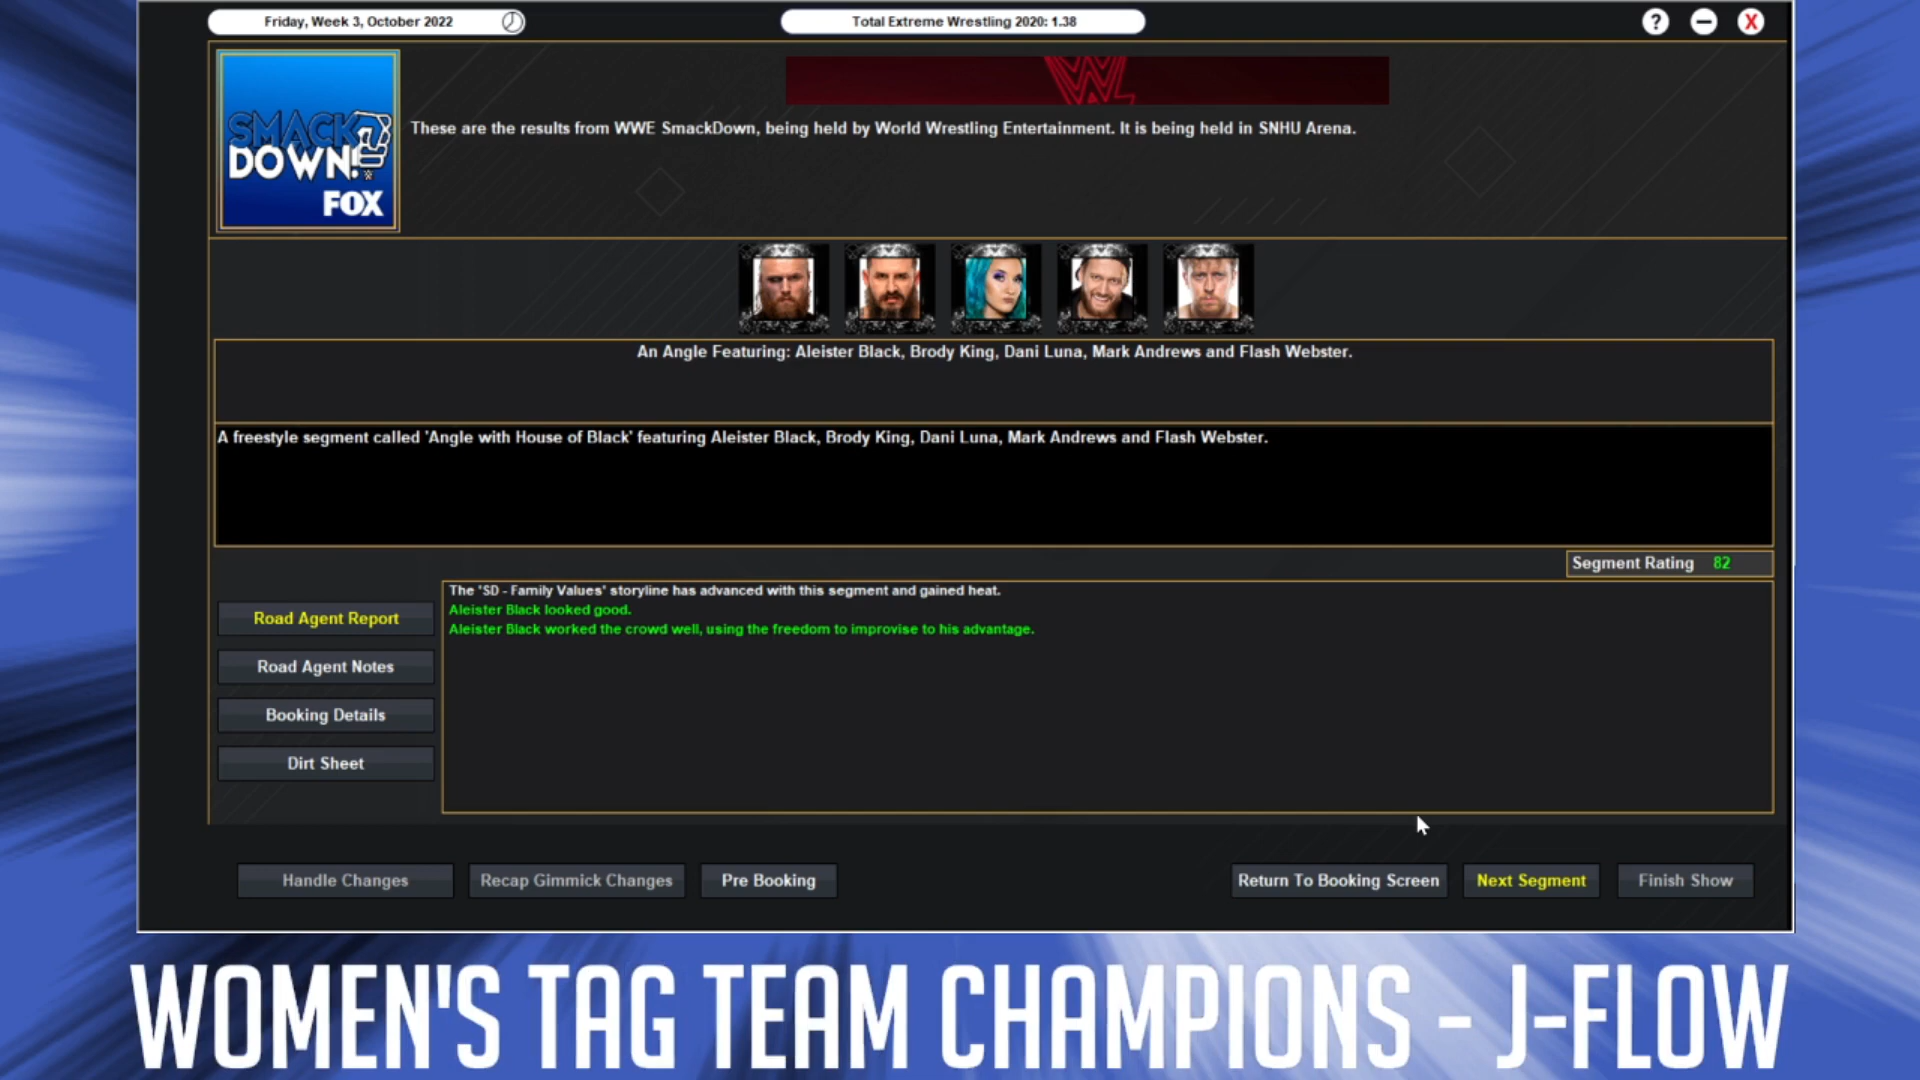 Friday, Week 3, October 2022
Total Extreme Wrestling 2020: 1.38
?
X
SMACK
DOWN!
FOX
These are the results from WWE SmackDown, being held by World Wrestling Entertainment. It is being held in SNHU Arena.
An Angle Featuring: Aleister Black, Brody King, Dani Luna, Mark Andrews and Flash Webster.
A freestyle segment called 'Angle with House of Black' featuring Aleister Black, Brody King, Dani Luna, Mark Andrews and Flash Webster.
Segment Rating 82
The 'SD - Family Values' storyline has advanced with this segment and gained heat.
Aleister Black looked good.
Aleister Black worked the crowd well, using the freedom to improvise to his advantage.
Road Agent Report
Road Agent Notes
Booking Details
Dirt Sheet
Handle Changes
Recap Gimmick Changes
Pre Booking
Return To Booking Screen
Next Segment
Finish Show
WOMEN'S TAG TEAM CHAMPIONS - J-FLOW